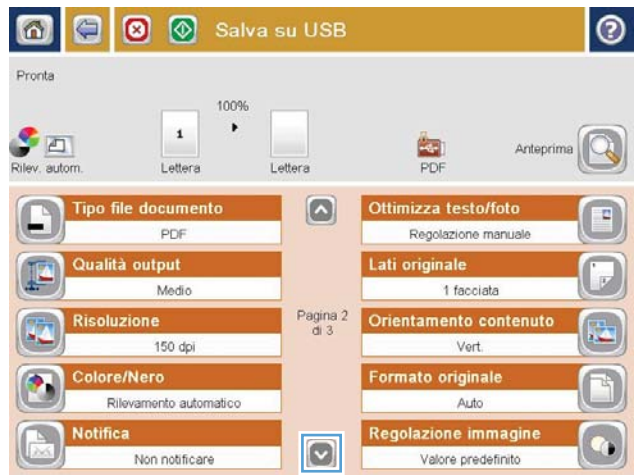 Salva su USB
?
Pronta
100%
1
Rilev. autom.
Lettera
Lettera
PDF
Anteprima
Tipo file documento
PDF
Qualità output
Medio
Risoluzione
150 dpi
Colore/Nero
Rilevamento automatico
Notifica
Non notificare
Pagina 2
di 3
Ottimizza testo/foto
Regolazione manuale
Lati originale
1 facciata
Orientamento contenuto
Vert.
Formato originale
Auto
Regolazione immagine
Valore predefinito